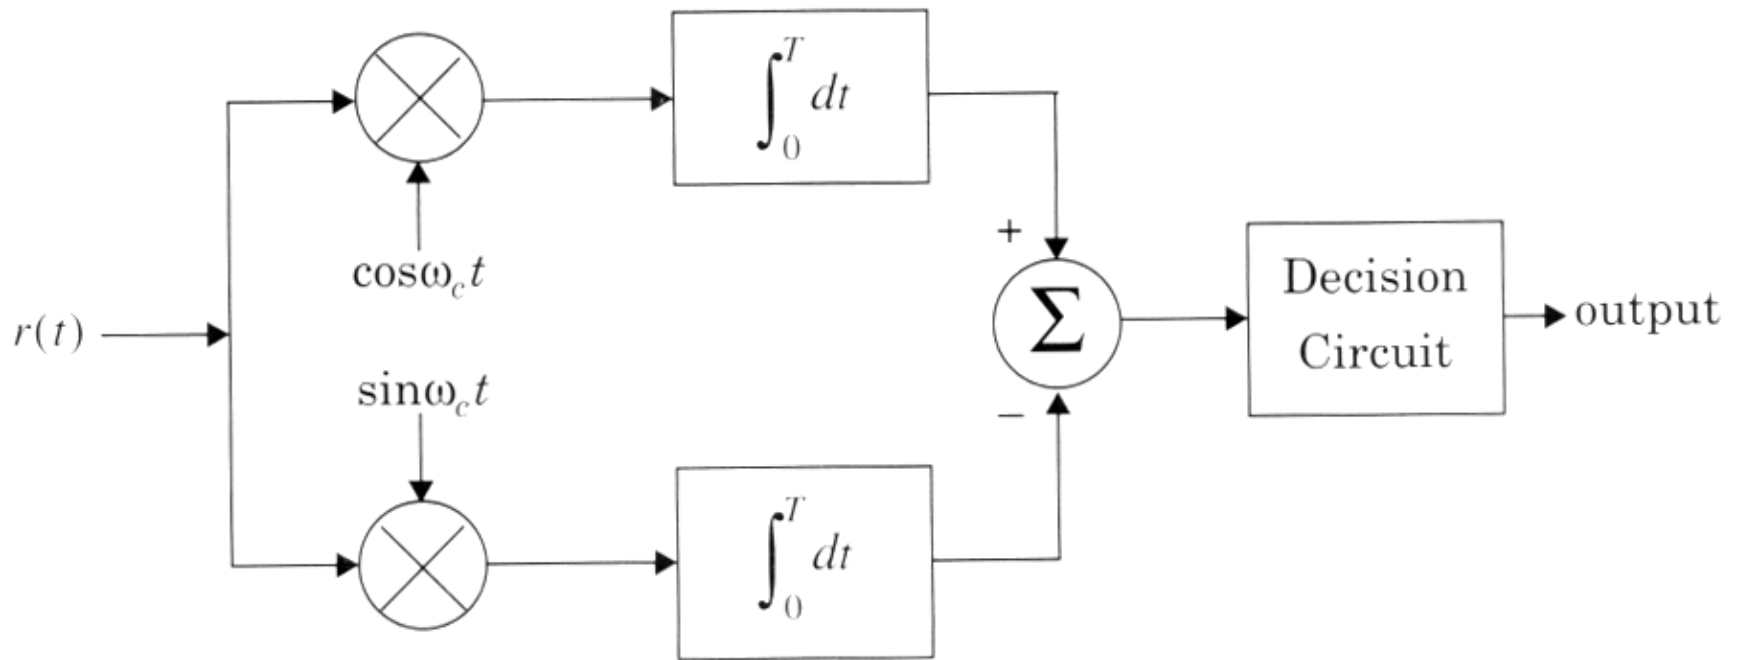 ∫₀ᵀ dt
+
cosω_c t
Decision
Circuit
r(t)
Σ
output
sinω_c t
−
∫₀ᵀ dt